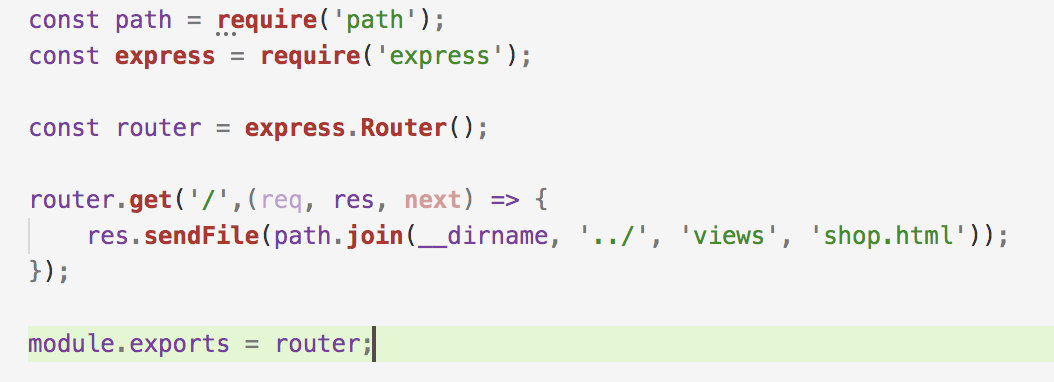 const path = require('path');
const express = require('express');
const router = express.Router();
router.get('/',(req, res, next) => {
res.sendFile(path.join(__dirname, '../', 'views', 'shop.html'));
});
module.exports = router;